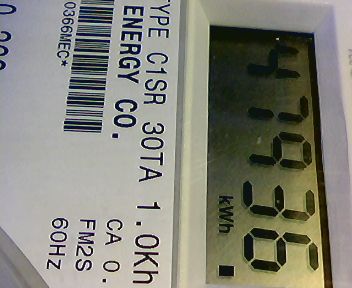 47936
kWh
TYPE C1SR 30TA 1.0Kh
ENERGY CO.
CA 0.
FM2S
60HZ
0366MEC*